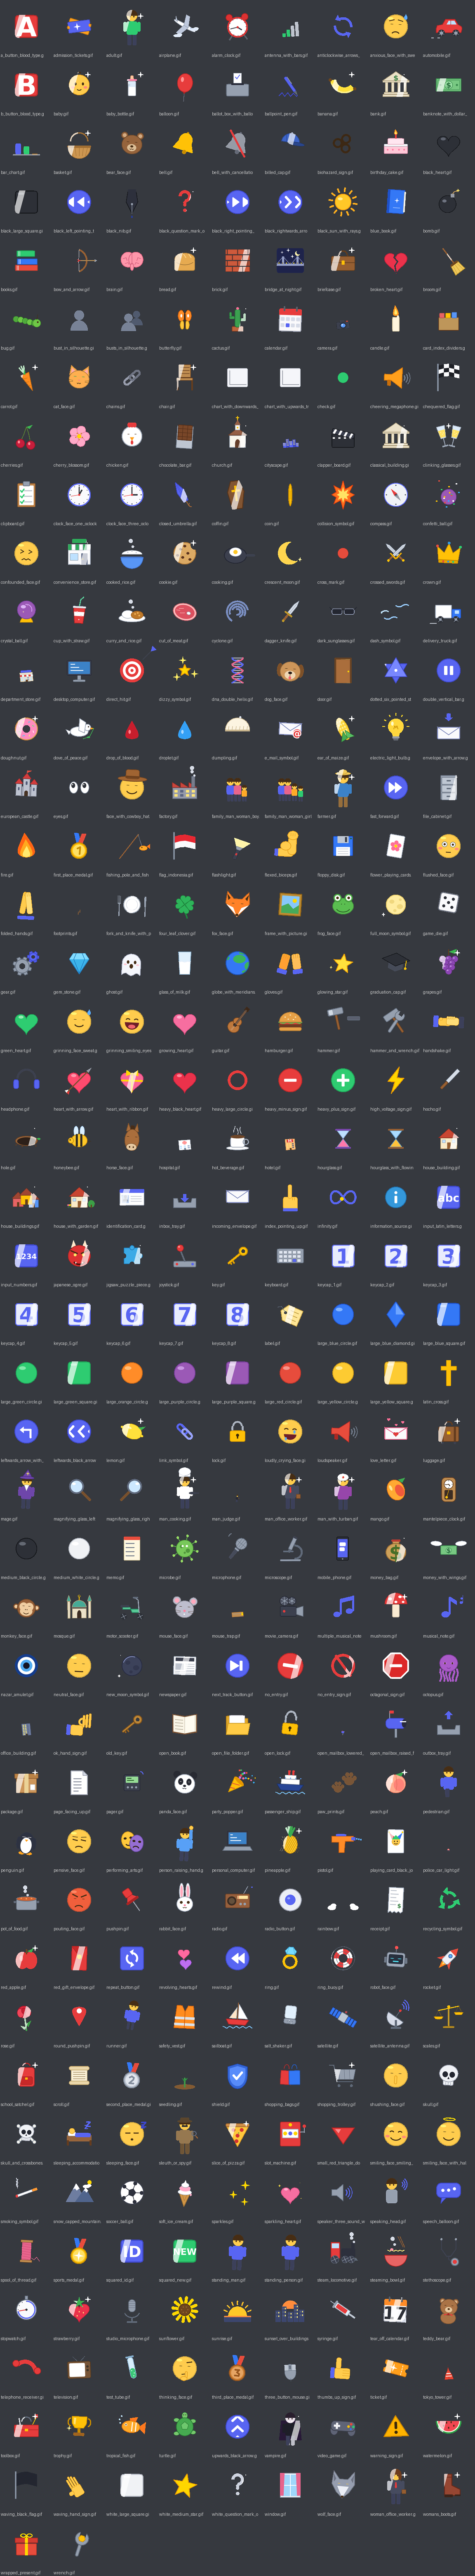 A
a_button_blood_type.g admission_tickets.gif adult.gif airplane.gif alarm_clock.gif antenna_with_bars.gif anticlockwise_arrows_ anxious_face_with_swe automobile.gif
B
b_button_blood_type.g baby.gif baby_bottle.gif balloon.gif ballot_box_with_ballo ballpoint_pen.gif banana.gif bank.gif banknote_with_dollar_
bar_chart.gif basket.gif bear_face.gif bell.gif bell_with_cancellatio billed_cap.gif biohazard_sign.gif birthday_cake.gif black_heart.gif
black_large_square.gi black_left_pointing_t black_nib.gif black_question_mark_o black_right_pointing_ black_rightwards_arro black_sun_with_rays.g blue_book.gif bomb.gif
books.gif bow_and_arrow.gif brain.gif bread.gif brick.gif bridge_at_night.gif briefcase.gif broken_heart.gif broom.gif
bug.gif bust_in_silhouette.gi busts_in_silhouette.g butterfly.gif cactus.gif calendar.gif camera.gif candle.gif card_index_dividers.g
carrot.gif cat_face.gif chains.gif chair.gif chart_with_downwards_ chart_with_upwards_tr check.gif cheering_megaphone.gi chequered_flag.gif
cherries.gif cherry_blossom.gif chicken.gif chocolate_bar.gif church.gif cityscape.gif clapper_board.gif classical_building.gi clinking_glasses.gif
clipboard.gif clock_face_one_oclock clock_face_three_oclo closed_umbrella.gif coffin.gif coin.gif collision_symbol.gif compass.gif confetti_ball.gif
confounded_face.gif convenience_store.gif cooked_rice.gif cookie.gif cooking.gif crescent_moon.gif cross_mark.gif crossed_swords.gif crown.gif
crystal_ball.gif cup_with_straw.gif curry_and_rice.gif cut_of_meat.gif cyclone.gif dagger_knife.gif dark_sunglasses.gif dash_symbol.gif delivery_truck.gif
department_store.gif desktop_computer.gif direct_hit.gif dizzy_symbol.gif dna_double_helix.gif dog_face.gif door.gif dotted_six_pointed_st double_vertical_bar.g
doughnut.gif dove_of_peace.gif drop_of_blood.gif droplet.gif dumpling.gif e_mail_symbol.gif ear_of_maize.gif electric_light_bulb.g envelope_with_arrow.g
european_castle.gif eyes.gif face_with_cowboy_hat. factory.gif family_man_woman_boy. family_man_woman_girl farmer.gif fast_forward.gif file_cabinet.gif
1
fire.gif first_place_medal.gif fishing_pole_and_fish flag_indonesia.gif flashlight.gif flexed_biceps.gif floppy_disk.gif flower_playing_cards. flushed_face.gif
folded_hands.gif footprints.gif fork_and_knife_with_p four_leaf_clover.gif fox_face.gif frame_with_picture.gi frog_face.gif full_moon_symbol.gif game_die.gif
gear.gif gem_stone.gif ghost.gif glass_of_milk.gif globe_with_meridians. gloves.gif glowing_star.gif graduation_cap.gif grapes.gif
green_heart.gif grinning_face_sweat.g grinning_smiling_eyes growing_heart.gif guitar.gif hamburger.gif hammer.gif hammer_and_wrench.gif handshake.gif
headphone.gif heart_with_arrow.gif heart_with_ribbon.gif heavy_black_heart.gif heavy_large_circle.gi heavy_minus_sign.gif heavy_plus_sign.gif high_voltage_sign.gif hocho.gif
hole.gif honeybee.gif horse_face.gif hospital.gif hot_beverage.gif hotel.gif hourglass.gif hourglass_with_flowin house_building.gif
abc
house_buildings.gif house_with_garden.gif identification_card.g inbox_tray.gif incoming_envelope.gif index_pointing_up.gif infinity.gif information_source.gi input_latin_letters.g
1234 1 2 3
input_numbers.gif japanese_ogre.gif jigsaw_puzzle_piece.g joystick.gif key.gif keyboard.gif keycap_1.gif keycap_2.gif keycap_3.gif
4 5 6 7 8
keycap_4.gif keycap_5.gif keycap_6.gif keycap_7.gif keycap_8.gif label.gif large_blue_circle.gif large_blue_diamond.gi large_blue_square.gif
large_green_circle.gi large_green_square.gi large_orange_circle.g large_purple_circle.g large_purple_square.g large_red_circle.gif large_yellow_circle.g large_yellow_square.g latin_cross.gif
leftwards_arrow_with_ leftwards_black_arrow lemon.gif link_symbol.gif lock.gif loudly_crying_face.gi loudspeaker.gif love_letter.gif luggage.gif
mage.gif magnifying_glass_left magnifying_glass_righ man_cooking.gif man_judge.gif man_office_worker.gif man_with_turban.gif mango.gif mantelpiece_clock.gif
medium_black_circle.g medium_white_circle.g memo.gif microbe.gif microphone.gif microscope.gif mobile_phone.gif money_bag.gif money_with_wings.gif
monkey_face.gif mosque.gif motor_scooter.gif mouse_face.gif mouse_trap.gif movie_camera.gif multiple_musical_note mushroom.gif musical_note.gif
nazar_amulet.gif neutral_face.gif new_moon_symbol.gif newspaper.gif next_track_button.gif no_entry.gif no_entry_sign.gif octagonal_sign.gif octopus.gif
office_building.gif ok_hand_sign.gif old_key.gif open_book.gif open_file_folder.gif open_lock.gif open_mailbox_lowered_ open_mailbox_raised_f outbox_tray.gif
package.gif page_facing_up.gif pager.gif panda_face.gif party_popper.gif passenger_ship.gif paw_prints.gif peach.gif pedestrian.gif
penguin.gif pensive_face.gif performing_arts.gif person_raising_hand.g personal_computer.gif pineapple.gif pistol.gif playing_card_black_jo police_car_light.gif
pot_of_food.gif pouting_face.gif pushpin.gif rabbit_face.gif radio.gif radio_button.gif rainbow.gif receipt.gif recycling_symbol.gif
red_apple.gif red_gift_envelope.gif repeat_button.gif revolving_hearts.gif rewind.gif ring.gif ring_buoy.gif robot_face.gif rocket.gif
rose.gif round_pushpin.gif runner.gif safety_vest.gif sailboat.gif salt_shaker.gif satellite.gif satellite_antenna.gif scales.gif
2
school_satchel.gif scroll.gif second_place_medal.gi seedling.gif shield.gif shopping_bags.gif shopping_trolley.gif shushing_face.gif skull.gif
skull_and_crossbones. sleeping_accommodatio sleeping_face.gif sleuth_or_spy.gif slice_of_pizza.gif slot_machine.gif small_red_triangle_do smiling_face_smiling_ smiling_face_with_hal
smoking_symbol.gif snow_capped_mountain. soccer_ball.gif soft_ice_cream.gif sparkles.gif sparkling_heart.gif speaker_three_sound_w speaking_head.gif speech_balloon.gif
ID NEW
spool_of_thread.gif sports_medal.gif squared_id.gif squared_new.gif standing_man.gif standing_person.gif steam_locomotive.gif steaming_bowl.gif stethoscope.gif
17
stopwatch.gif strawberry.gif studio_microphone.gif sunflower.gif sunrise.gif sunset_over_buildings syringe.gif tear_off_calendar.gif teddy_bear.gif
3
telephone_receiver.gi television.gif test_tube.gif thinking_face.gif third_place_medal.gif three_button_mouse.gi thumbs_up_sign.gif ticket.gif tokyo_tower.gif
toolbox.gif trophy.gif tropical_fish.gif turtle.gif upwards_black_arrow.g vampire.gif video_game.gif warning_sign.gif watermelon.gif
waving_black_flag.gif waving_hand_sign.gif white_large_square.gi white_medium_star.gif white_question_mark_o window.gif wolf_face.gif woman_office_worker.g womans_boots.gif
wrapped_present.gif wrench.gif